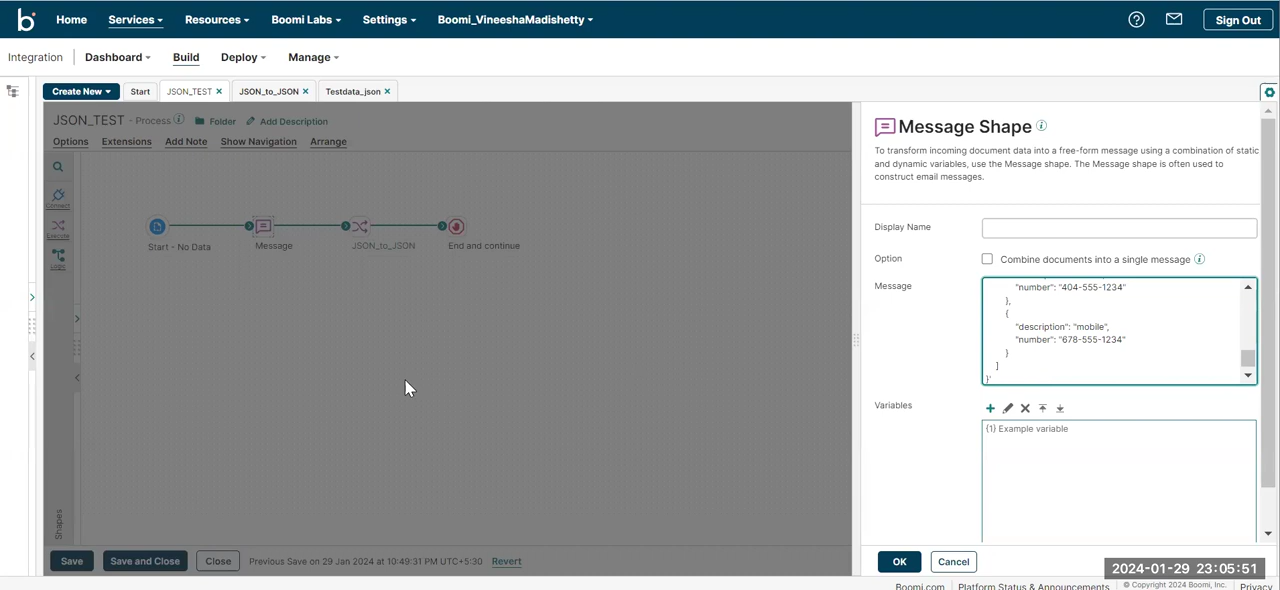 b Home Services Resources Boomi Labs Settings Boomi_VineeshaMadishetty Sign Out
Integration Dashboard Build Deploy Manage
Create New Start JSON_TEST × JSON_to_JSON × Testdata_json ×
JSON_TEST - Process Folder Add Description
Options Extensions Add Note Show Navigation Arrange
Connect
Execute
Logic
Shapes
Start - No Data Message JSON_to_JSON End and continue
Save Save and Close Close Previous Save on 29 Jan 2024 at 10:49:31 PM UTC+5:30 Revert
Message Shape
To transform incoming document data into a free-form message using a combination of static
and dynamic variables, use the Message shape. The Message shape is often used to
construct email messages.
Display Name
Option Combine documents into a single message
Message
"number": "404-555-1234"
},
{
"description": "mobile",
"number": "678-555-1234"
}
]
}'
Variables
{1} Example variable
OK Cancel
2024-01-29 23:05:51
Boomi.com Platform Status & Announcements © Copyright 2024 Boomi, Inc. Privacy